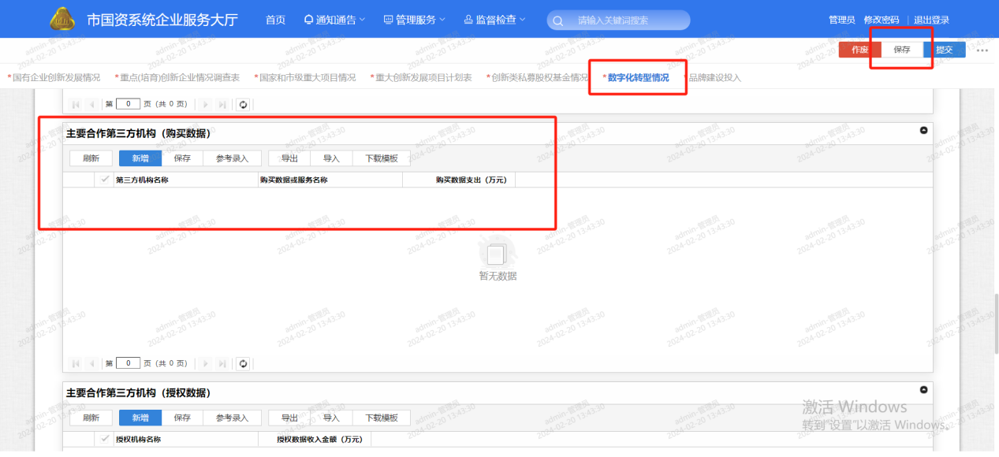 市国资系统企业服务大厅 首页 通知通告 管理服务 监督检查 请输入关键词搜索 管理员 修改密码 退出登录
作废 保存 提交
*国有企业创新发展情况 *重点(培育)创新企业情况调查表 *国家和市级重大项目情况 *重大创新发展项目计划表 *创新类私募股权基金情况 *数字化转型情况 *品牌建设投入
第 0 页 (共 0 页)
主要合作第三方机构（购买数据）
刷新 新增 保存 参考录入 导出 导入 下载模板
第三方机构名称 购买数据或服务名称 购买数据支出（万元）
暂无数据
第 0 页 (共 0 页)
主要合作第三方机构（授权数据）
刷新 新增 保存 参考录入 导出 导入 下载模板
授权机构名称 授权数据收入金额（万元）
激活 Windows
转到"设置"以激活 Windows。
admin-管理员
2024-02-20 13:43:30